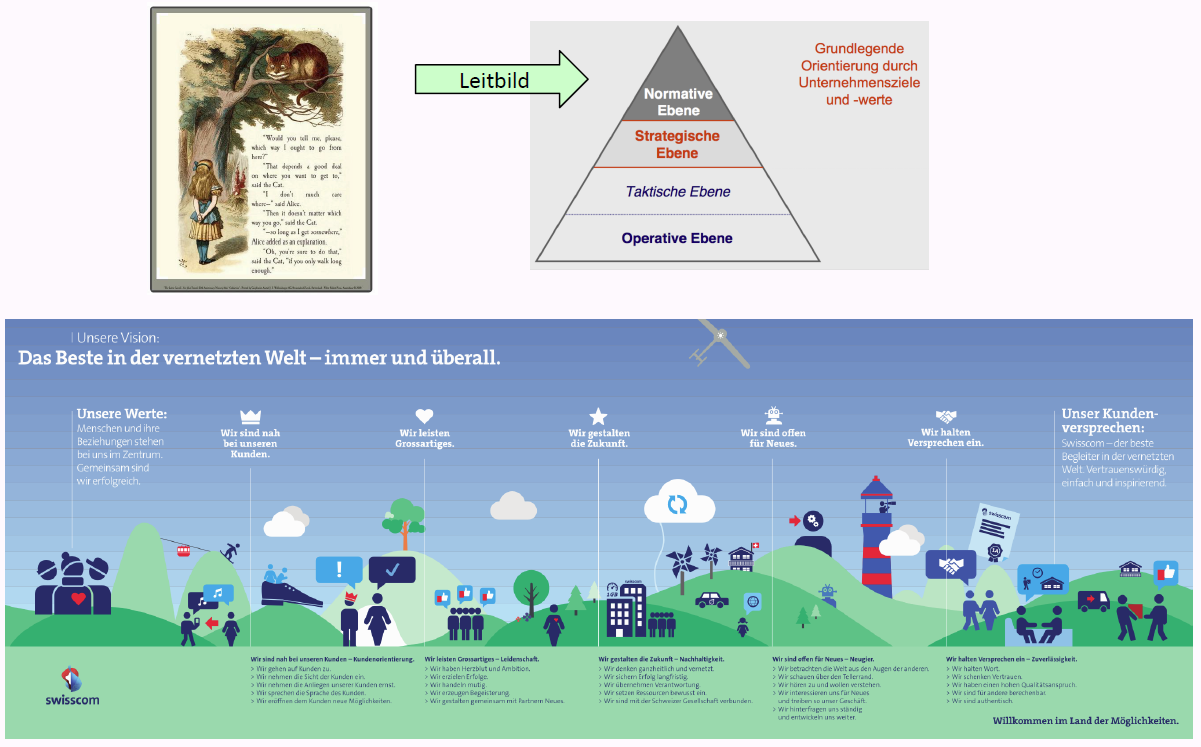 "Would you tell me, please,
which way I ought to go from
here?"
"That depends a good deal
on where you want to get to,"
said the Cat.
"I don't much care
where—" said Alice.
"Then it doesn't matter which
way you go," said the Cat.
"—so long as I get somewhere,"
Alice added as an explanation.
"Oh, you're sure to do that,"
said the Cat, "if you only walk long
enough."
Leitbild
Normative
Ebene
Strategische
Ebene
Taktische Ebene
Operative Ebene
Grundlegende
Orientierung durch
Unternehmensziele
und -werte
Unsere Vision:
Das Beste in der vernetzten Welt – immer und überall.
Unsere Werte:
Menschen und ihre
Beziehungen stehen
bei uns im Zentrum.
Gemeinsam sind
wir erfolgreich.
Wir sind nah
bei unseren
Kunden.
Wir leisten
Grossartiges.
Wir gestalten
die Zukunft.
Wir sind offen
für Neues.
Wir halten
Versprechen ein.
Unser Kunden-
versprechen:
Swisscom – der beste
Begleiter in der vernetzten
Welt. Vertrauenswürdig,
einfach und inspirierend.
swisscom
!
swisscom
Wir sind nah bei unseren Kunden – Kundenorientierung.
> Wir gehen auf Kunden zu.
> Wir nehmen die Sicht der Kunden ein.
> Wir nehmen die Anliegen unserer Kunden ernst.
> Wir sprechen die Sprache des Kunden.
> Wir eröffnen dem Kunden neue Möglichkeiten.
Wir leisten Grossartiges – Leidenschaft.
> Wir haben Herzblut und Ambition.
> Wir erzielen Erfolge.
> Wir handeln mutig.
> Wir erzeugen Begeisterung.
> Wir gestalten gemeinsam mit Partnern Neues.
Wir gestalten die Zukunft – Nachhaltigkeit.
> Wir denken ganzheitlich und vernetzt.
> Wir sichern Erfolg langfristig.
> Wir übernehmen Verantwortung.
> Wir setzen Ressourcen bewusst ein.
> Wir sind mit der Schweizer Gesellschaft verbunden.
Wir sind offen für Neues – Neugier.
> Wir betrachten die Welt aus den Augen der anderen.
> Wir schauen über den Tellerrand.
> Wir hören zu und wollen verstehen.
> Wir interessieren uns für Neues
und treiben so unser Geschäft.
> Wir hinterfragen uns ständig
und entwickeln uns weiter.
Wir halten Versprechen ein – Zuverlässigkeit.
> Wir halten Wort.
> Wir schenken Vertrauen.
> Wir haben einen hohen Qualitätsanspruch.
> Wir sind für andere berechenbar.
> Wir sind authentisch.
swisscom
Willkommen im Land der Möglichkeiten.